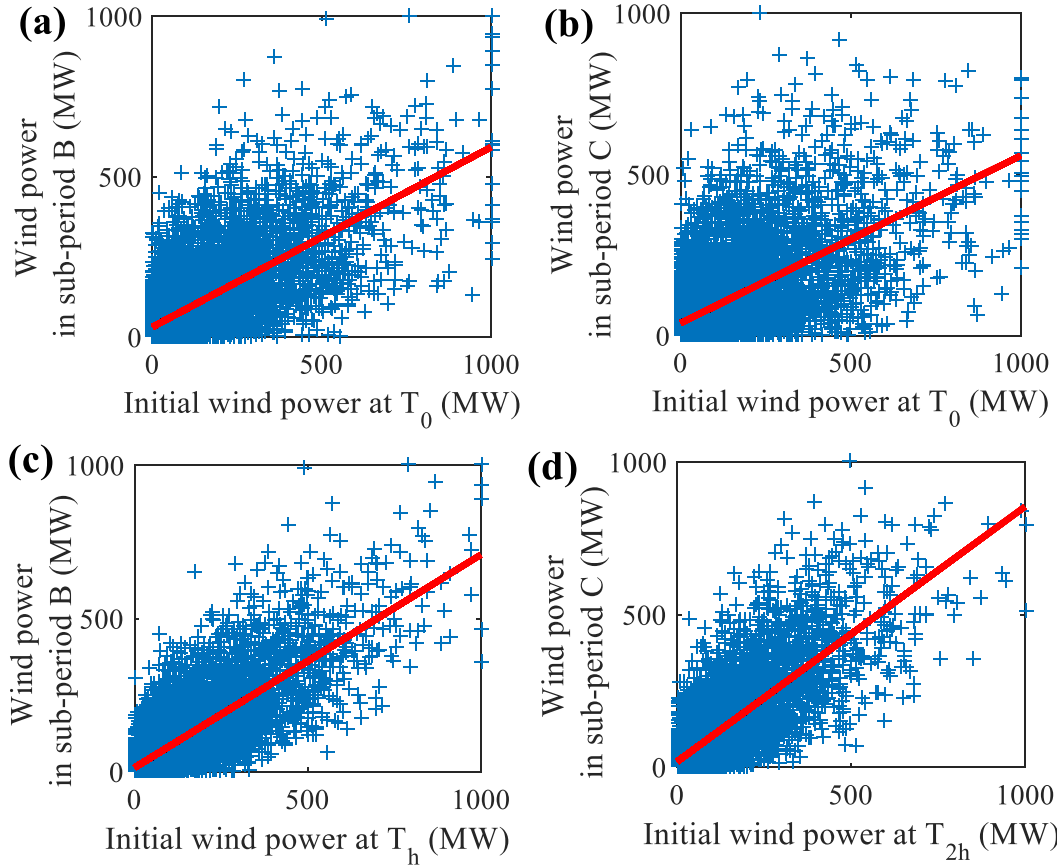 (a)
1000
500
0
Wind power
in sub-period B (MW)
0 500 1000
Initial wind power at T0 (MW)
(b)
1000
500
0
Wind power
in sub-period C (MW)
0 500 1000
Initial wind power at T0 (MW)
(c)
1000
500
0
Wind power
in sub-period B (MW)
0 500 1000
Initial wind power at Th (MW)
(d)
1000
500
0
Wind power
in sub-period C (MW)
0 500 1000
Initial wind power at T2h (MW)